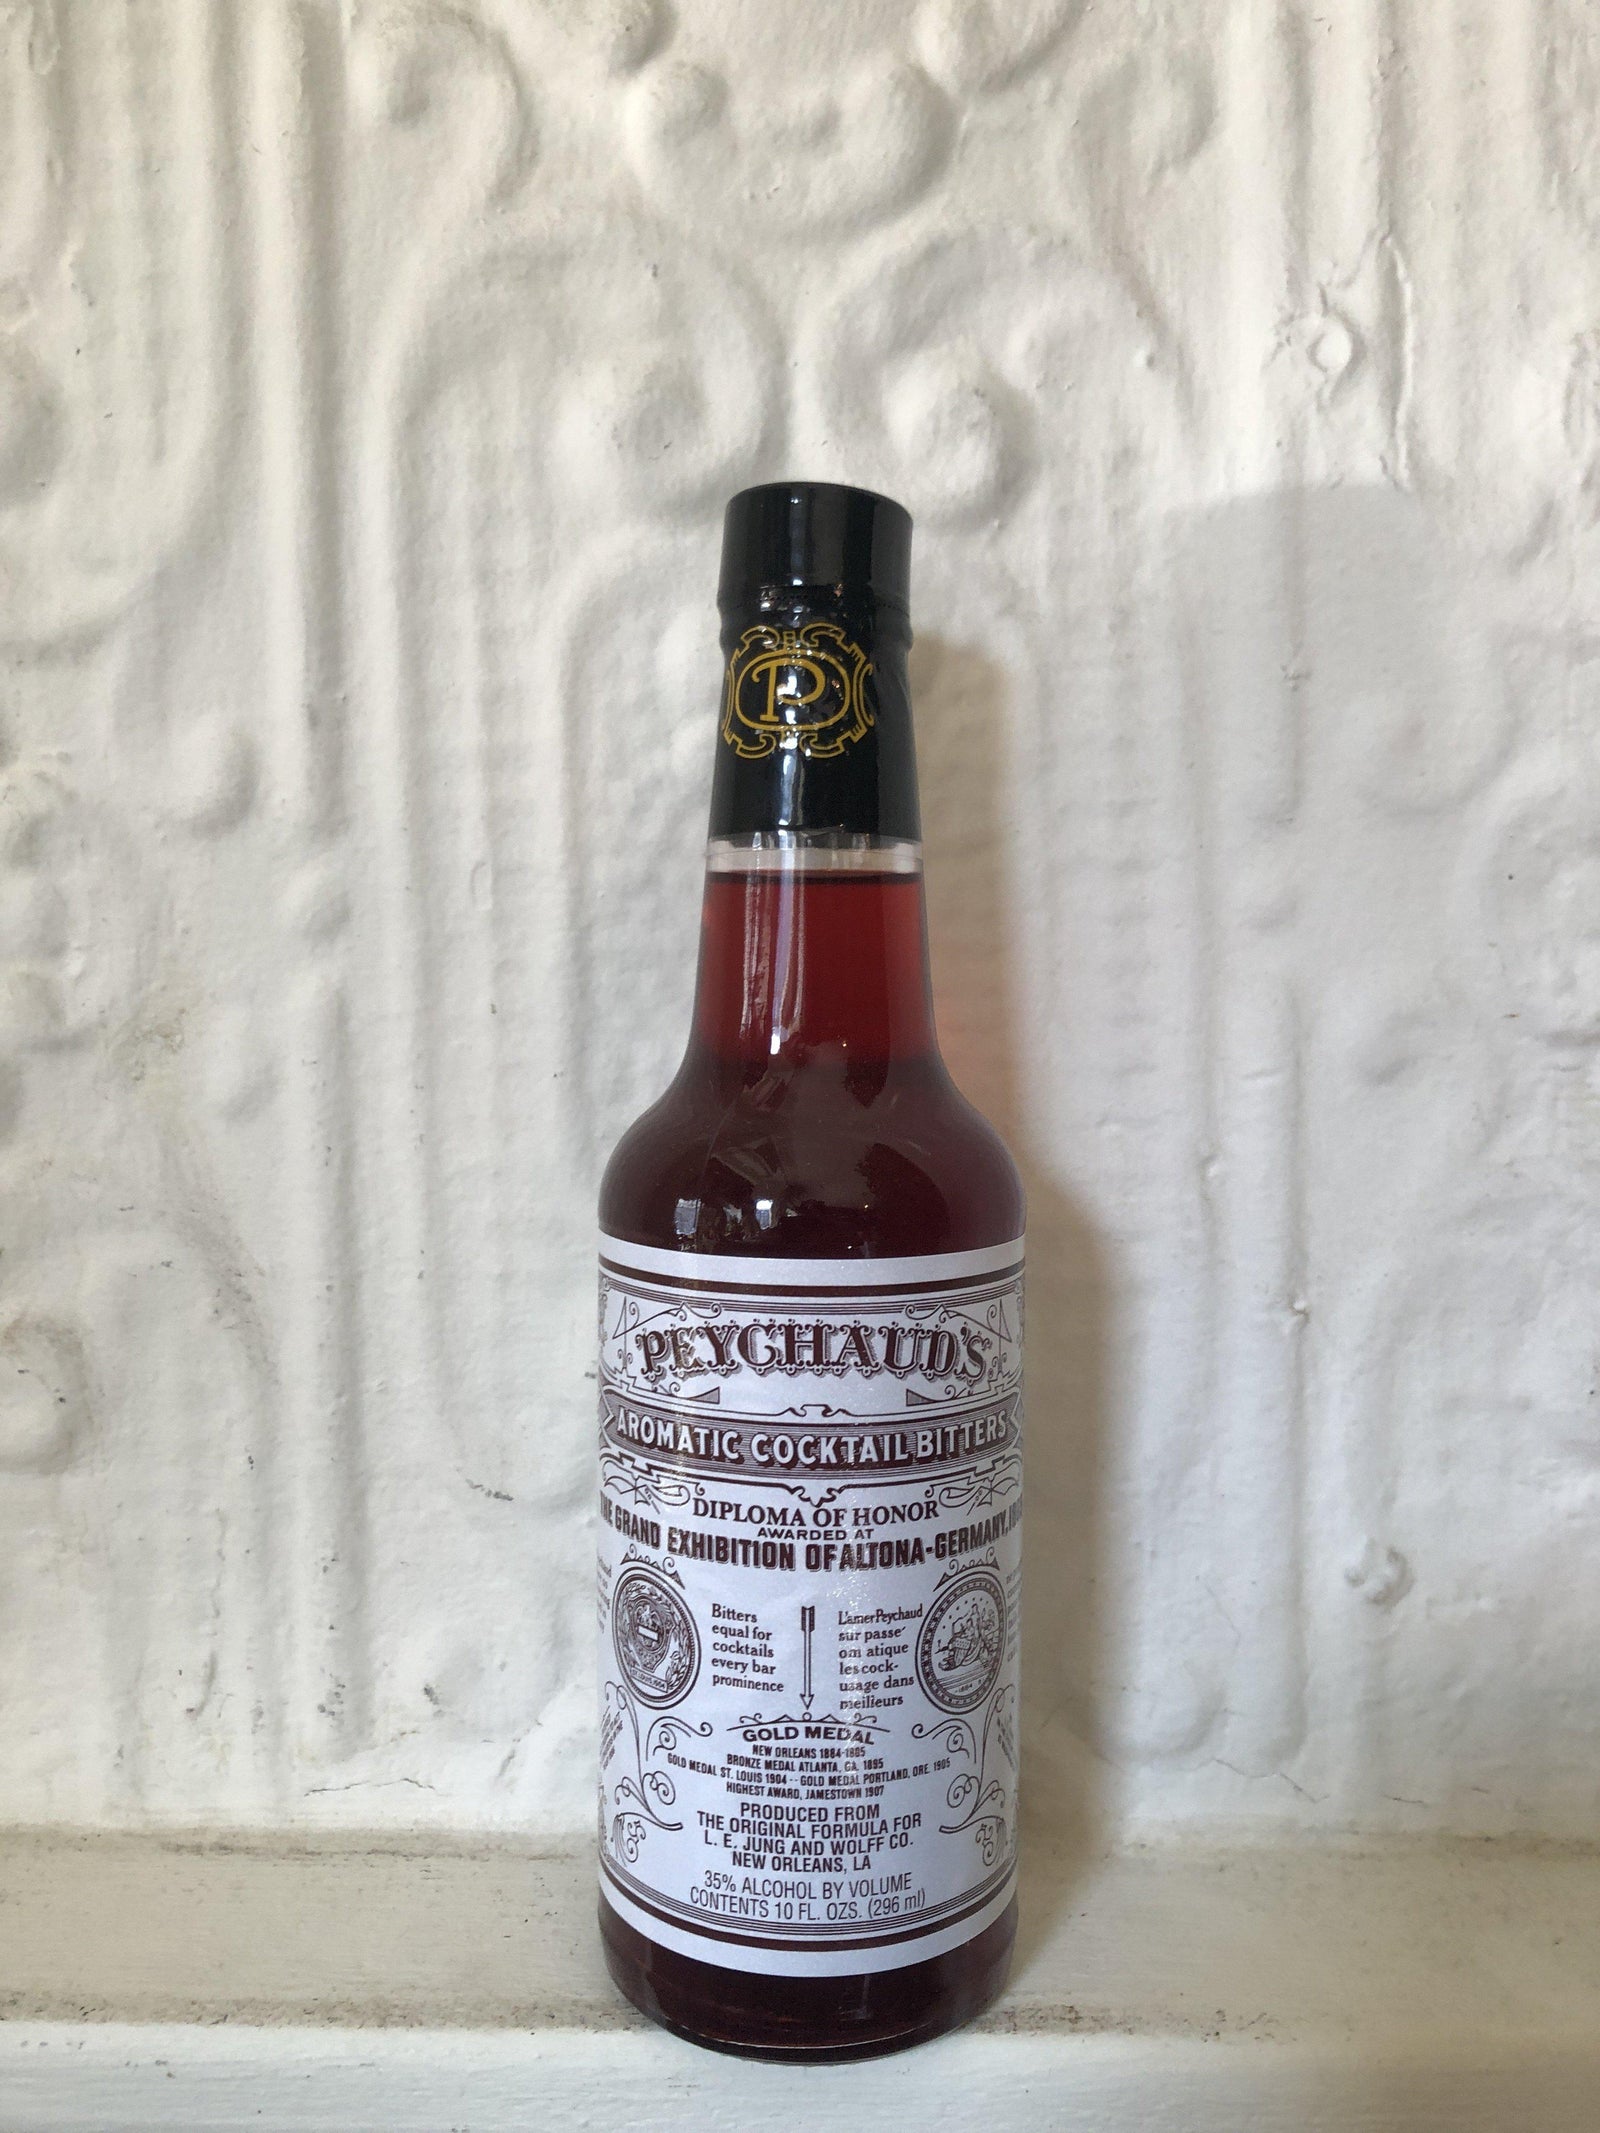 P
PEYCHAUD'S
AROMATIC COCKTAIL BITTERS
DIPLOMA OF HONOR
AWARDED AT
GRAND EXHIBITION OF ALTONA-GERMANY,
Bitters
equal for
cocktails
every bar
prominence
L'amer Peychaud
sur passe'
om atique
les cock-
usage dans
meilleurs
GOLD MEDAL
NEW ORLEANS 1884-1885
BRONZE MEDAL ATLANTA, GA. 1895
GOLD MEDAL ST. LOUIS 1904 -- GOLD MEDAL PORTLAND, ORE. 1905
HIGHEST AWARD, JAMESTOWN 1907
PRODUCED FROM
THE ORIGINAL FORMULA FOR
L. E. JUNG AND WOLFF CO.
NEW ORLEANS, LA
35% ALCOHOL BY VOLUME
CONTENTS 10 FL. OZS. (296 ml)